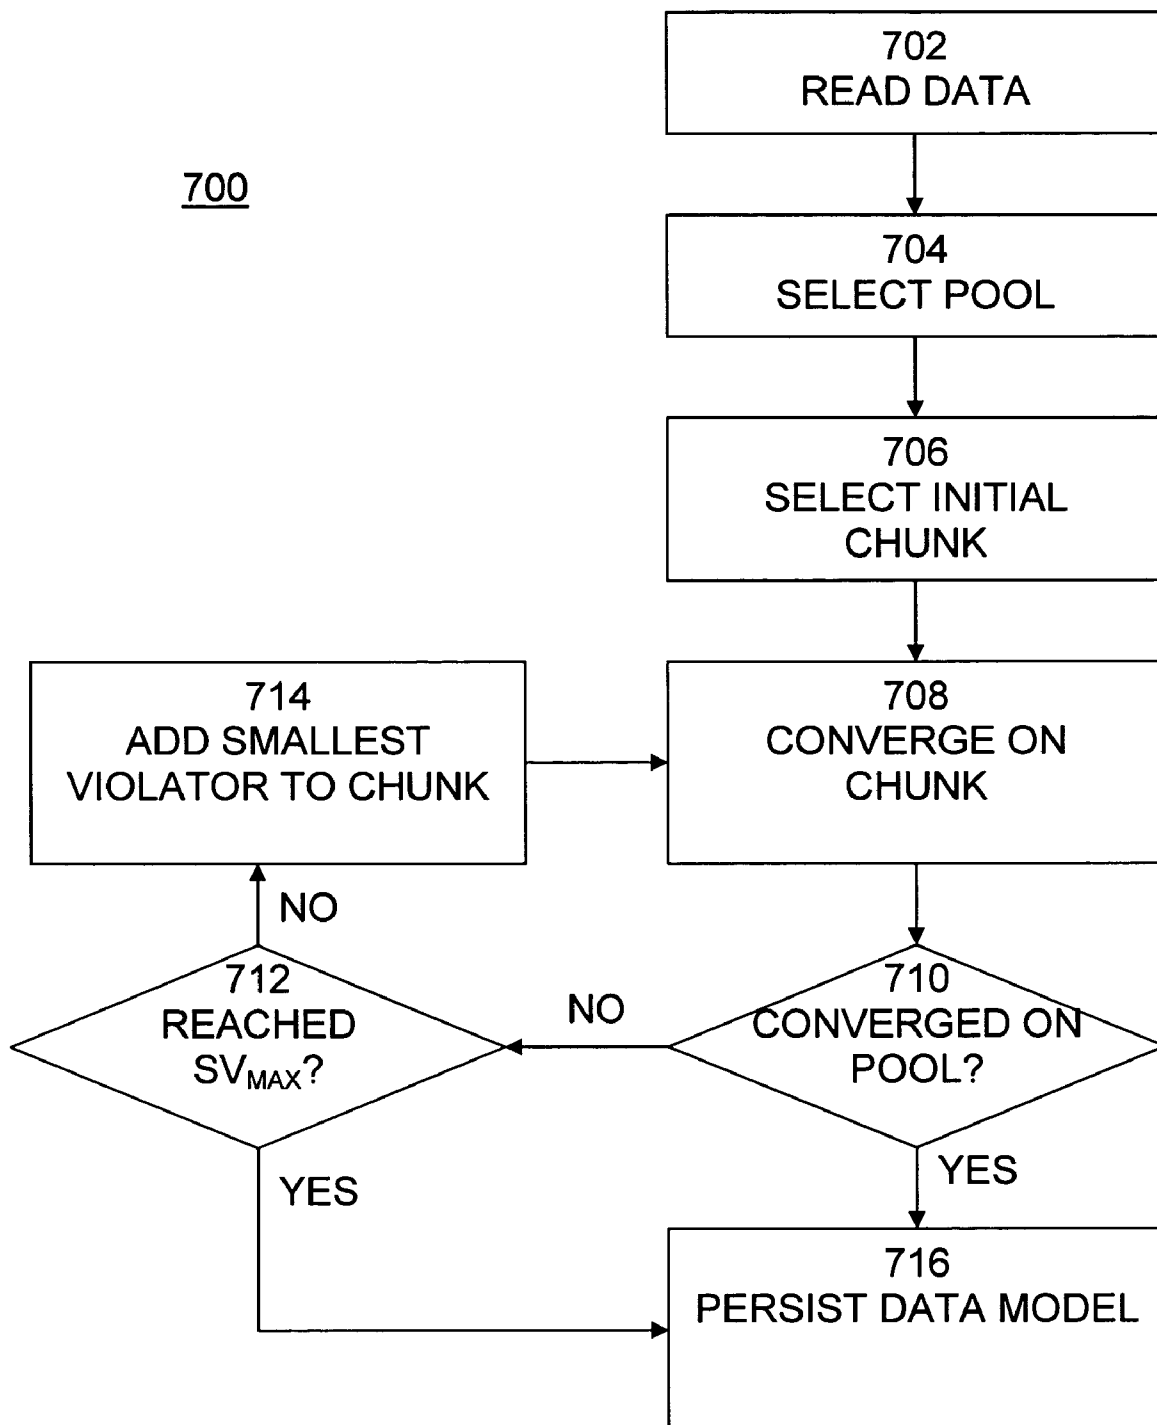 702
READ DATA
700
704
SELECT POOL
706
SELECT INITIAL
CHUNK
714
ADD SMALLEST
VIOLATOR TO CHUNK
708
CONVERGE ON
CHUNK
NO
712
REACHED
SVMAX?
NO
710
CONVERGED ON
POOL?
YES
YES
716
PERSIST DATA MODEL